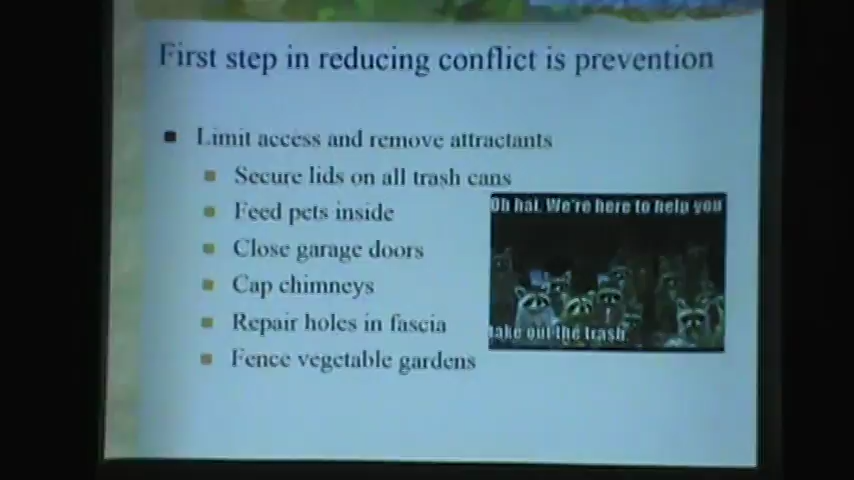 First step in reducing conflict is prevention
Limit access and remove attractants
Secure lids on all trash cans
Feed pets inside
Close garage doors
Cap chimneys
Repair holes in fascia
Fence vegetable gardens
Oh hai. We're here to help you
take out the trash